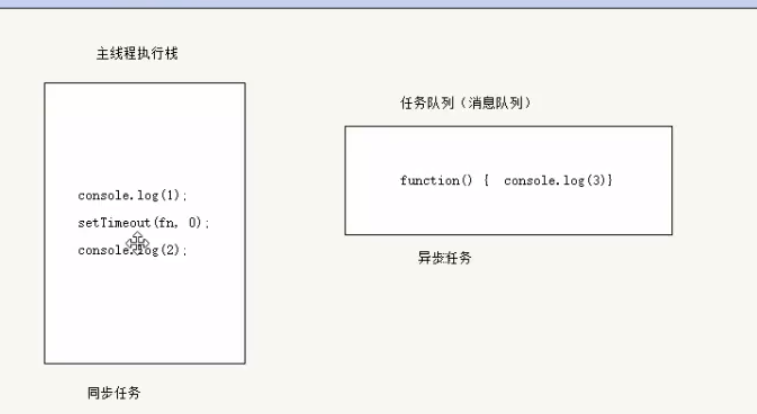 主线程执行栈
任务队列（消息队列）
console.log(1);
setTimeout(fn, 0);
console.log(2);
function() {  console.log(3)}
异步任务
同步任务